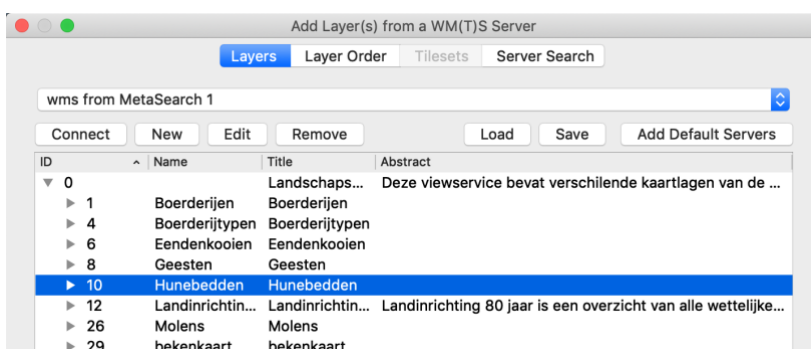 Add Layer(s) from a WM(T)S Server
Layers Layer Order Tilesets Server Search
wms from MetaSearch 1
Connect New Edit Remove Load Save Add Default Servers
ID Name Title Abstract
0 Landschaps... Deze viewservice bevat verschilende kaartlagen van de ...
1 Boerderijen Boerderijen
4 Boerderijtypen Boerderijtypen
6 Eendenkooien Eendenkooien
8 Geesten Geesten
10 Hunebedden Hunebedden
12 Landinrichtin... Landinrichtin... Landinrichting 80 jaar is een overzicht van alle wettelijke...
26 Molens Molens
29 bekenkaart bekenkaart